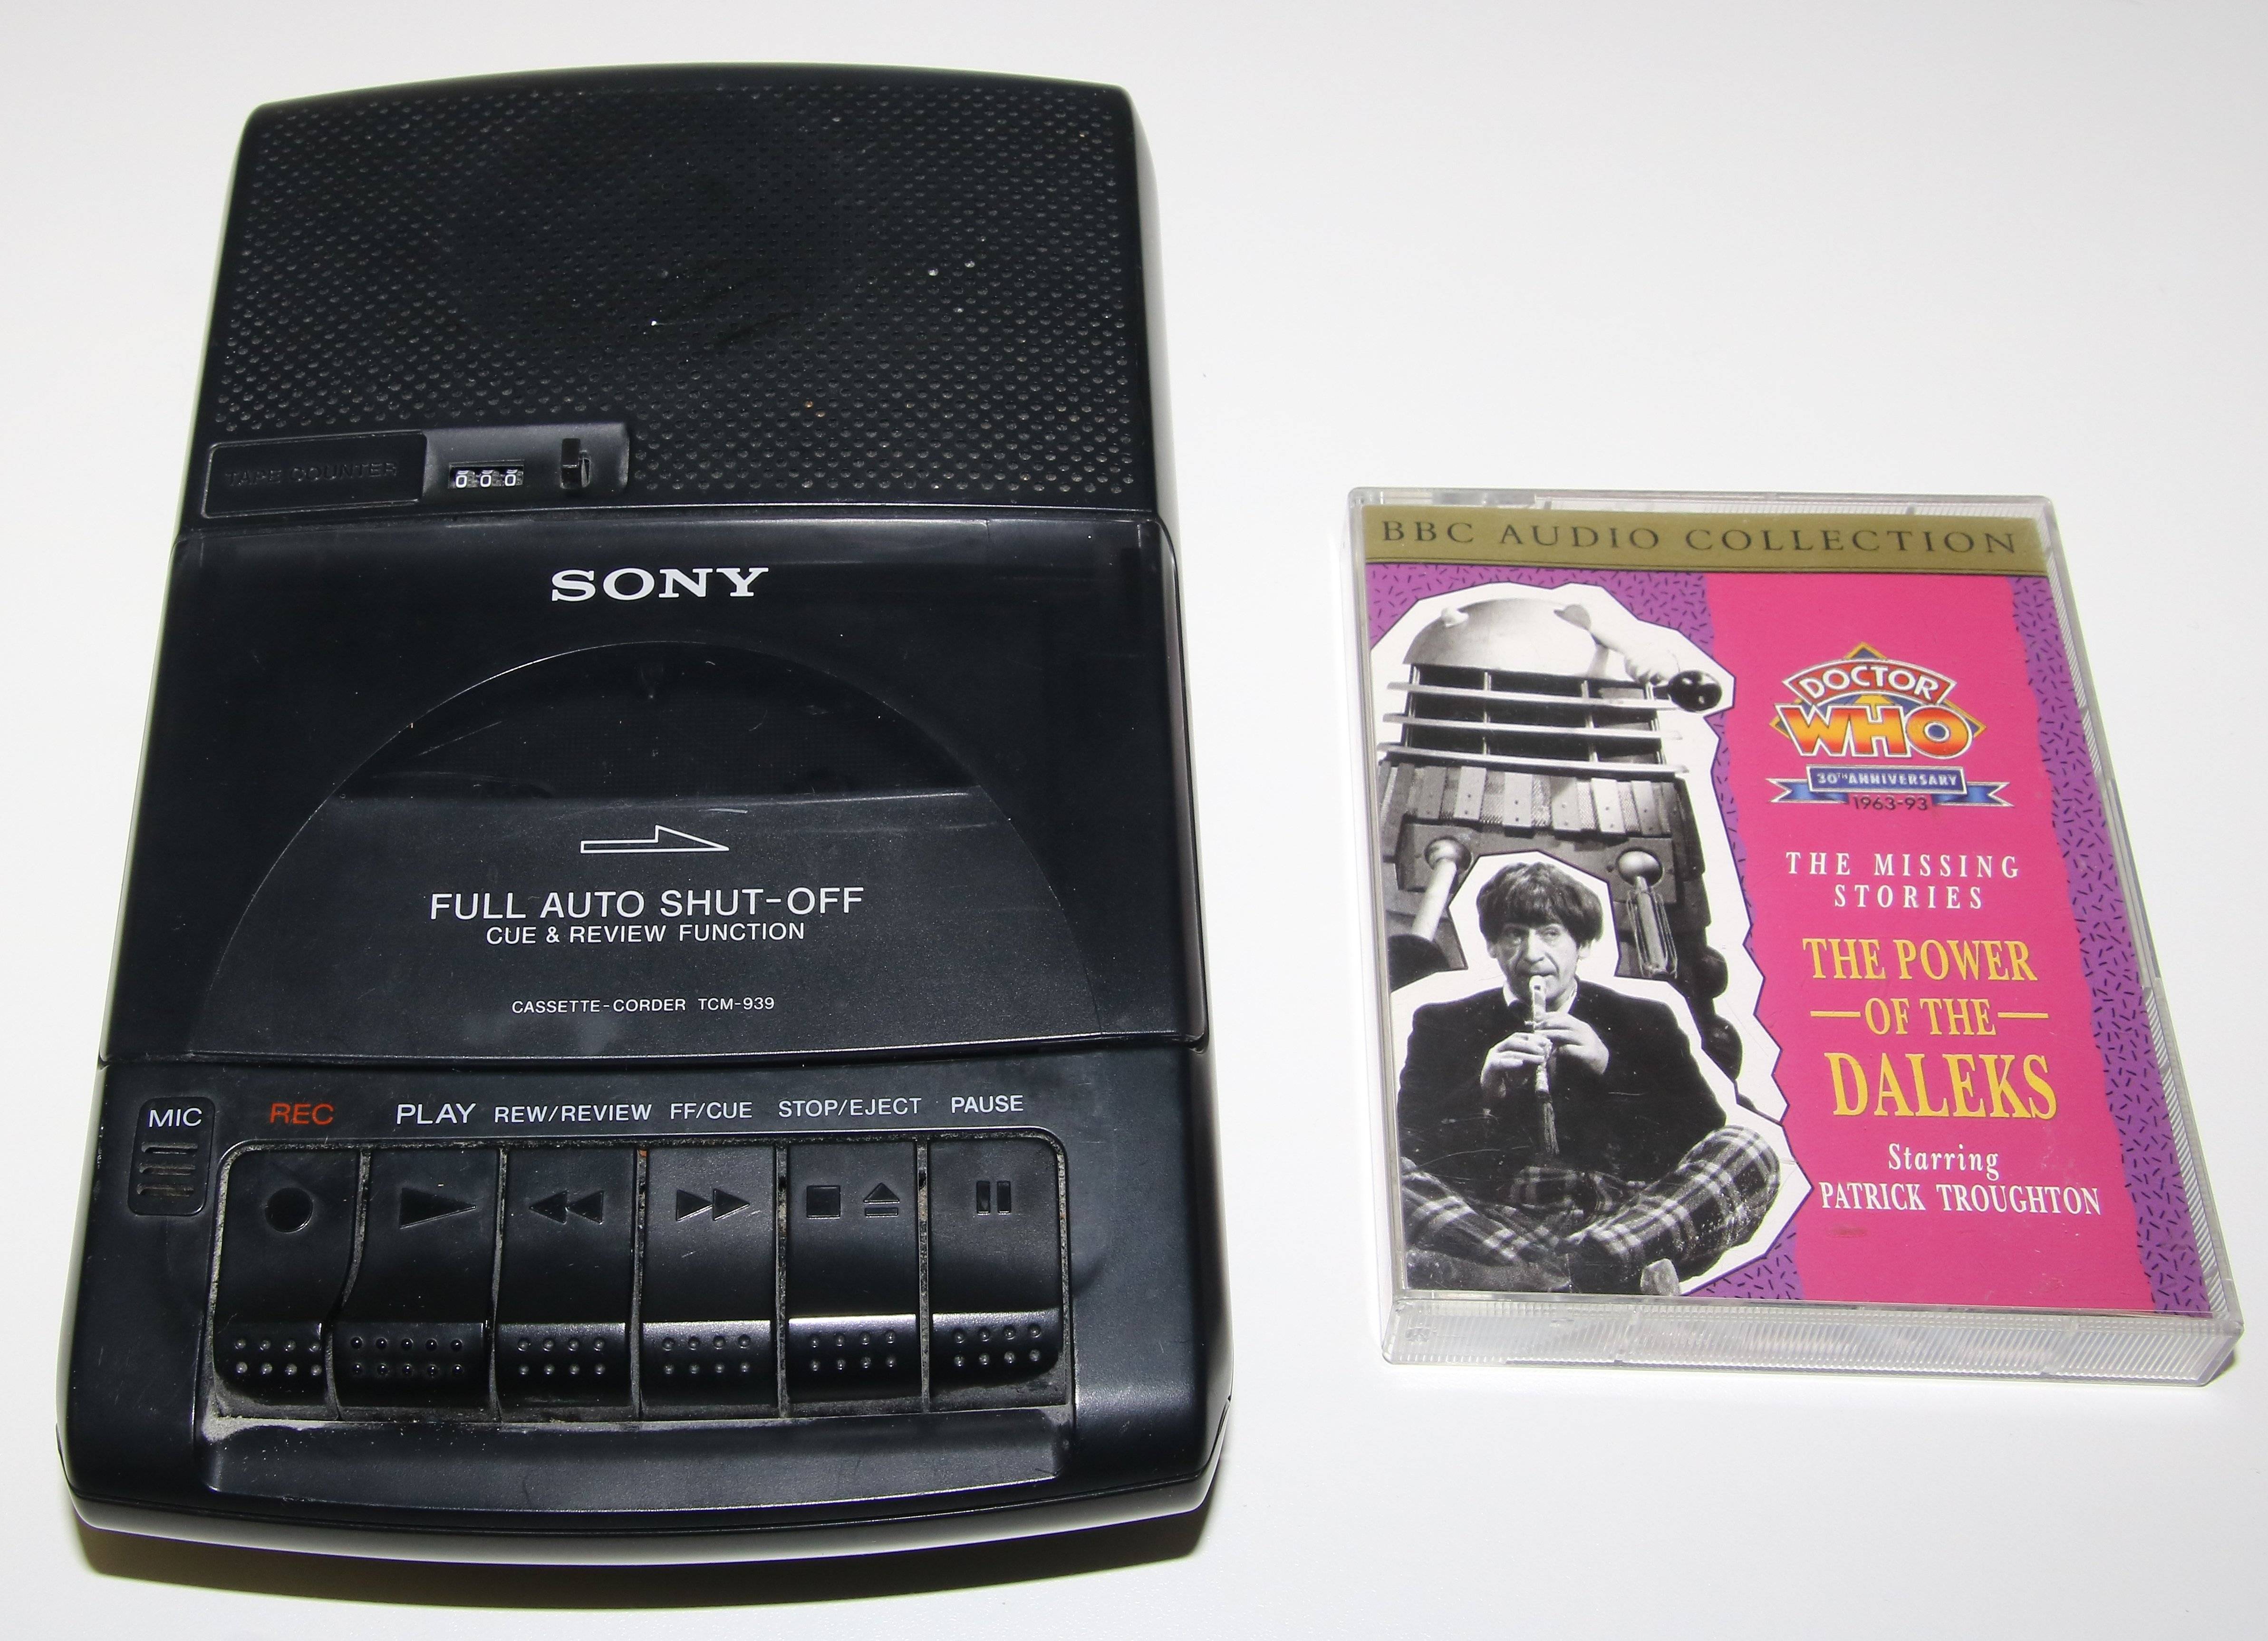 TAPE COUNTER
000
SONY
FULL AUTO SHUT-OFF
CUE & REVIEW FUNCTION
CASSETTE-CORDER TCM-939
MIC
REC
PLAY
REW/REVIEW
FF/CUE
STOP/EJECT
PAUSE
BBC AUDIO COLLECTION
DOCTOR
WHO
30TH ANNIVERSARY
1963-93
THE MISSING
STORIES
THE POWER
—OF THE—
DALEKS
Starring
PATRICK TROUGHTON